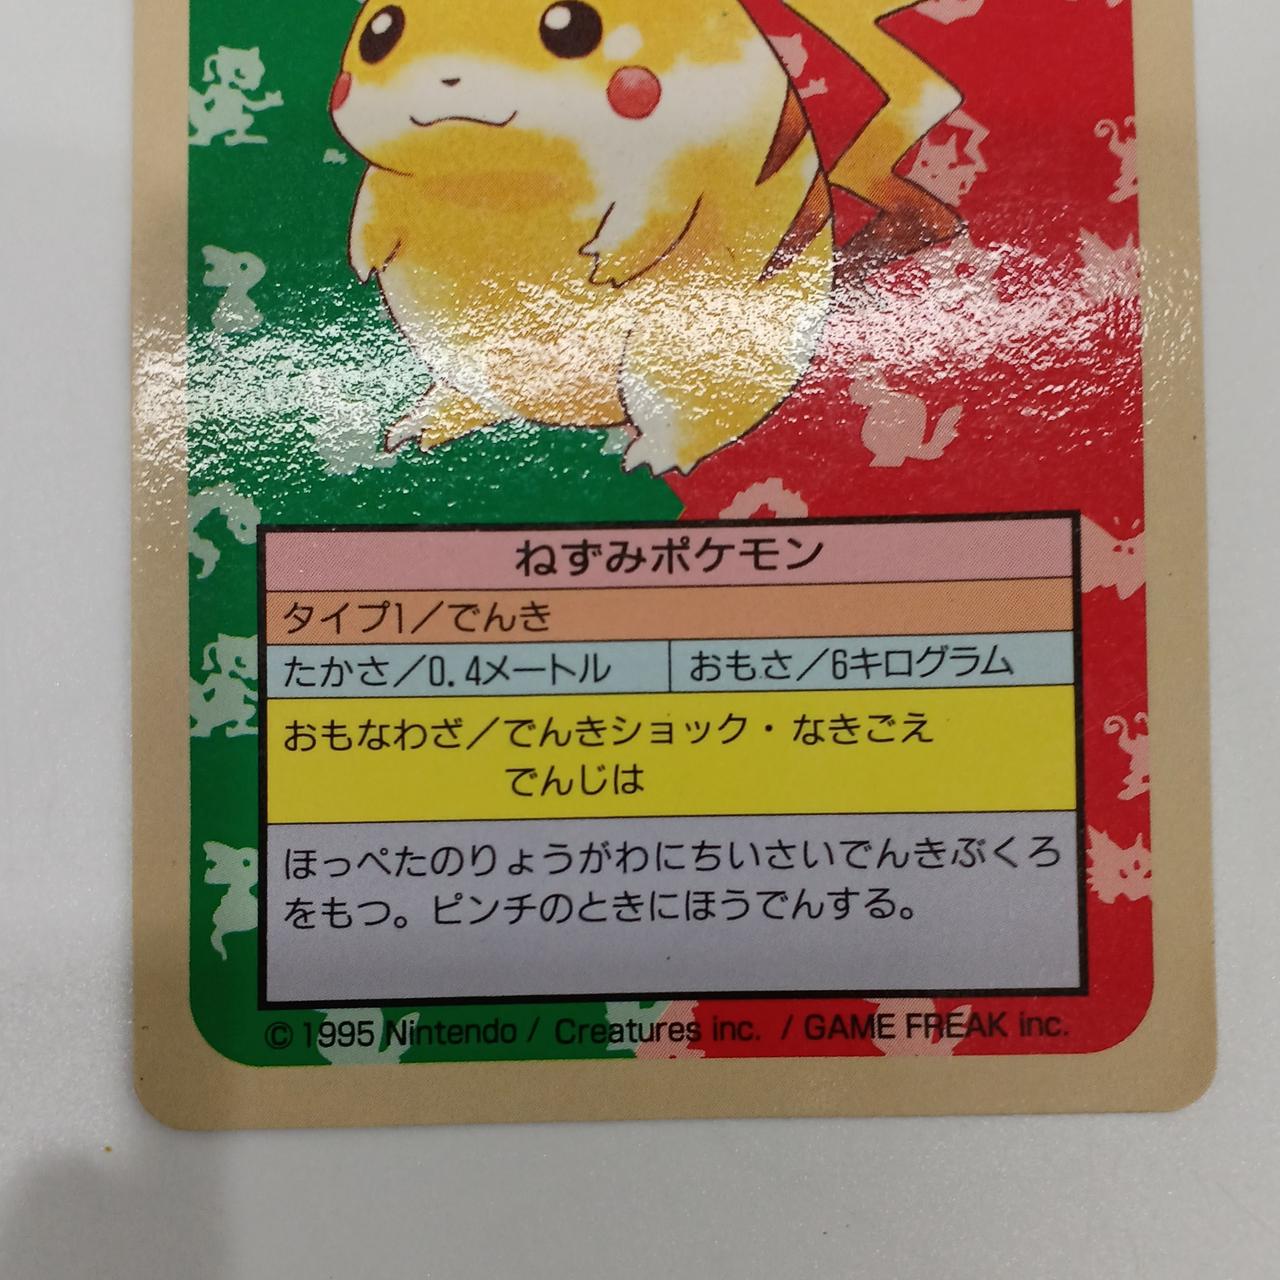 ねずみポケモン
タイプ1／でんき
たかさ／0.4メートル
おもさ／6キログラム
おもなわざ／でんきショック・なきごえ
でんじは
ほっぺたのりょうがわにちいさいでんきぶくろ
をもつ。ピンチのときにほうでんする。
© 1995 Nintendo / Creatures inc. / GAME FREAK inc.